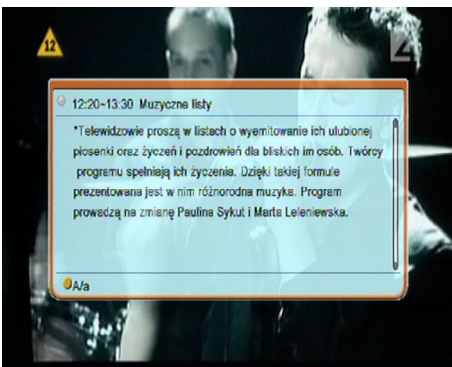 12
4
12:20~13:30 Muzyczne listy
"Telewidzowie proszą w listach o wyemitowanie ich ulubionej
piosenki oraz życzeń i pozdrowień dla bliskich im osób. Twórcy
programu spełniają ich życzenia. Dzięki takiej formule
prezentowana jest w nim różnorodna muzyka. Program
prowadzą na zmianę Paulina Sykut i Marta Leleniewska.
A/a